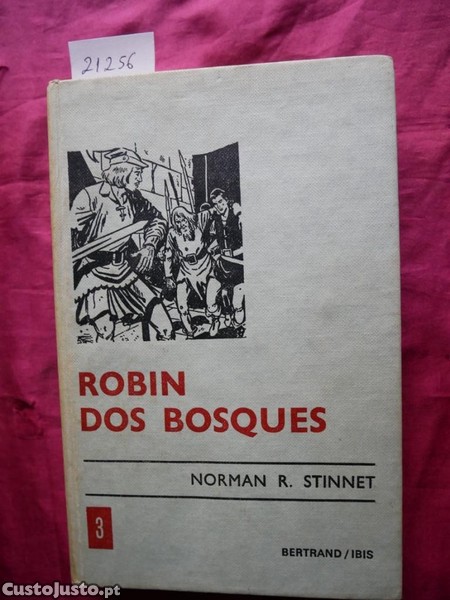 21256
ROBIN
DOS BOSQUES
NORMAN R. STINNET
3
BERTRAND/IBIS
CustoJusto.pt